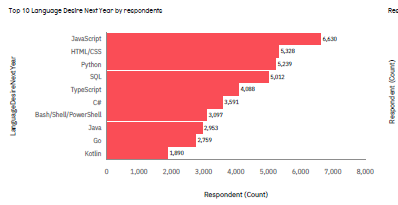 Top 10 Language Desire Next Year by respondents
Res
LanguageDesireNextYear
JavaScript 6,630
HTML/CSS 5,328
Python 5,239
SQL 5,012
TypeScript 4,088
C# 3,591
Bash/Shell/PowerShell 3,097
Java 2,953
Go 2,759
Kotlin 1,890
0 1,000 2,000 3,000 4,000 5,000 6,000 7,000 8,000
Respondent (Count)
Respondent (Count)